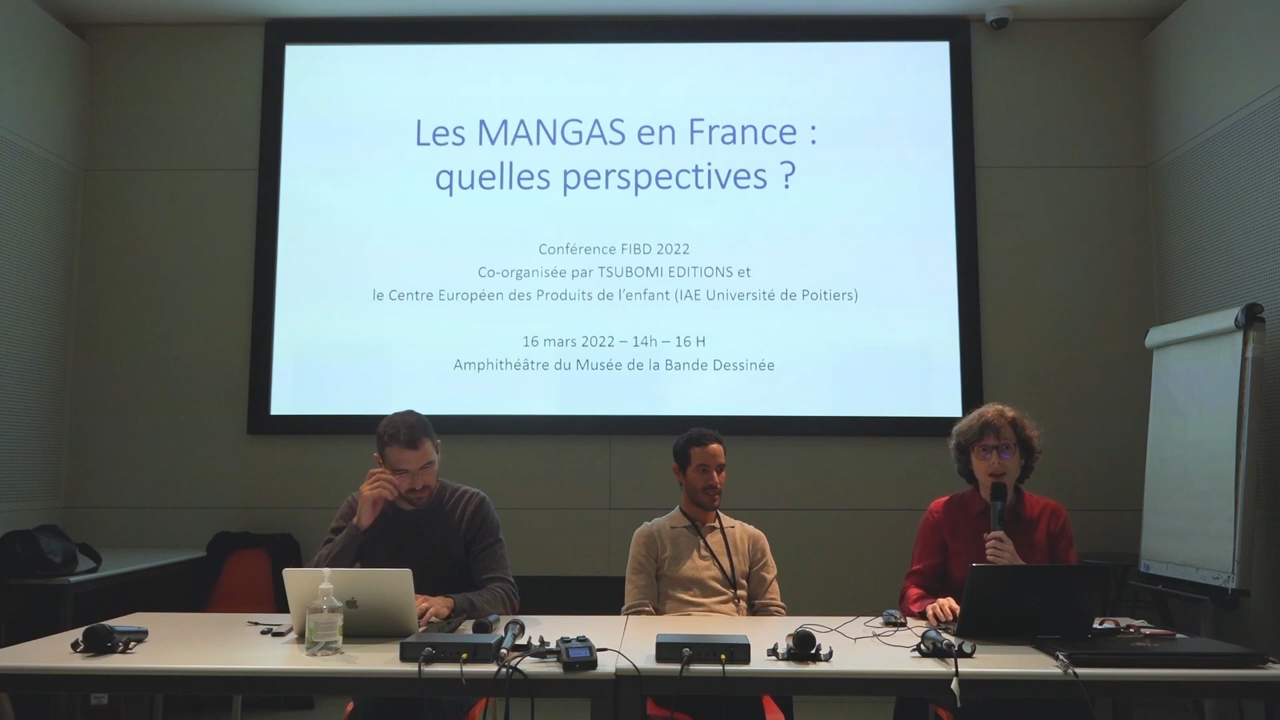 Les MANGAS en France :
quelles perspectives ?
Conférence FIBD 2022
Co-organisée par TSUBOMI EDITIONS et
le Centre Européen des Produits de l'enfant (IAE Université de Poitiers)
16 mars 2022 – 14h – 16 H
Amphithéâtre du Musée de la Bande Dessinée